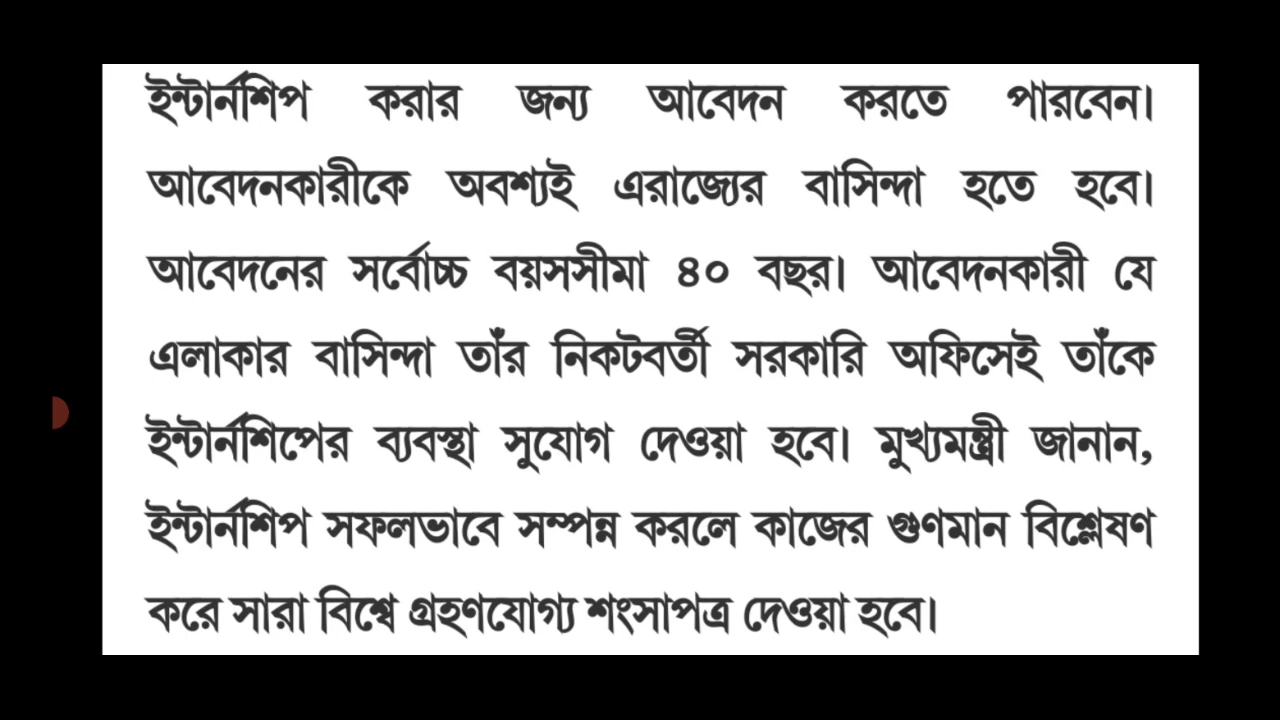 ইন্টার্নশিপ করার জন্য আবেদন করতে পারবেন।
আবেদনকারীকে অবশ্যই এরাজ্যের বাসিন্দা হতে হবে।
আবেদনের সর্বোচ্চ বয়সসীমা ৪০ বছর। আবেদনকারী যে
এলাকার বাসিন্দা তাঁর নিকটবর্তী সরকারি অফিসেই তাঁকে
ইন্টার্নশিপের ব্যবস্থা সুযোগ দেওয়া হবে। মুখ্যমন্ত্রী জানান,
ইন্টার্নশিপ সফলভাবে সম্পন্ন করলে কাজের গুণমান বিশ্লেষণ
করে সারা বিশ্বে গ্রহণযোগ্য শংসাপত্র দেওয়া হবে।